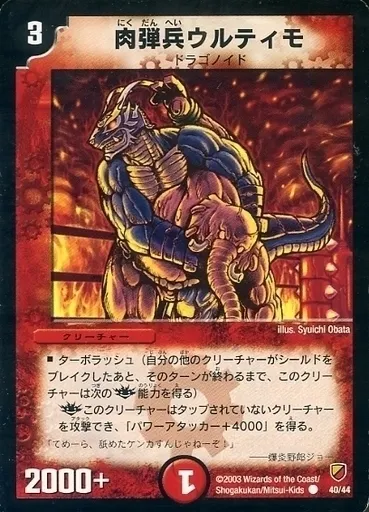 3
にくだんへい
肉弾兵ウルティモ
ドラゴノイド
illus. Syuichi Obata
クリーチャー
■ ターボラッシュ（自分の他のクリーチャーがシールドを
ブレイクしたあと、そのターンが終わるまで、このクリー
チャーは次の能力を得る）
このクリーチャーはタップされていないクリーチャー
を攻撃でき、「パワーアタッカー+4000」を得る。
「てめーら、舐めたケンカすんじゃねーぞ！」
――爆炎野郎ジョー
2000+
1
©2003 Wizards of the Coast/
Shogakukan/Mitsui-Kids
40/44